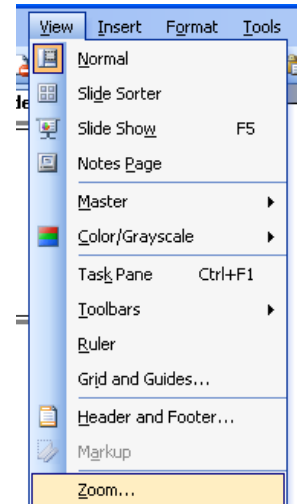 View Insert Format Tools
Normal
Slide Sorter
Slide Show F5
Notes Page
Master
Color/Grayscale
Task Pane Ctrl+F1
Toolbars
Ruler
Grid and Guides...
Header and Footer...
Markup
Zoom...